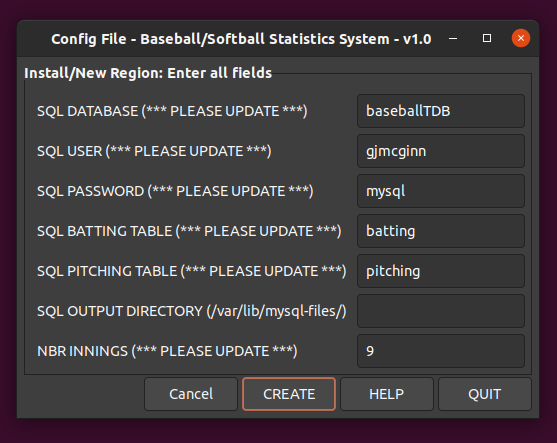 Config File - Baseball/Softball Statistics System - v1.0
Install/New Region: Enter all fields
SQL DATABASE (*** PLEASE UPDATE ***) baseballTDB
SQL USER (*** PLEASE UPDATE ***) gjmcginn
SQL PASSWORD (*** PLEASE UPDATE ***) mysql
SQL BATTING TABLE (*** PLEASE UPDATE ***) batting
SQL PITCHING TABLE (*** PLEASE UPDATE ***) pitching
SQL OUTPUT DIRECTORY (/var/lib/mysql-files/)
NBR INNINGS (*** PLEASE UPDATE ***) 9
Cancel CREATE HELP QUIT